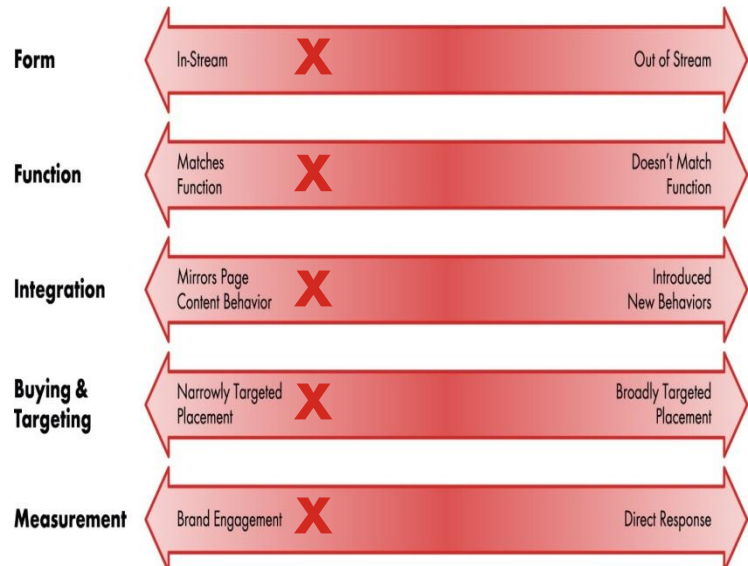 Form
In-Stream
X
Out of Stream
Function
Matches
Function
X
Doesn't Match
Function
Integration
Mirrors Page
Content Behavior
X
Introduced
New Behaviors
Buying &
Targeting
Narrowly Targeted
Placement
X
Broadly Targeted
Placement
Measurement
Brand Engagement
X
Direct Response